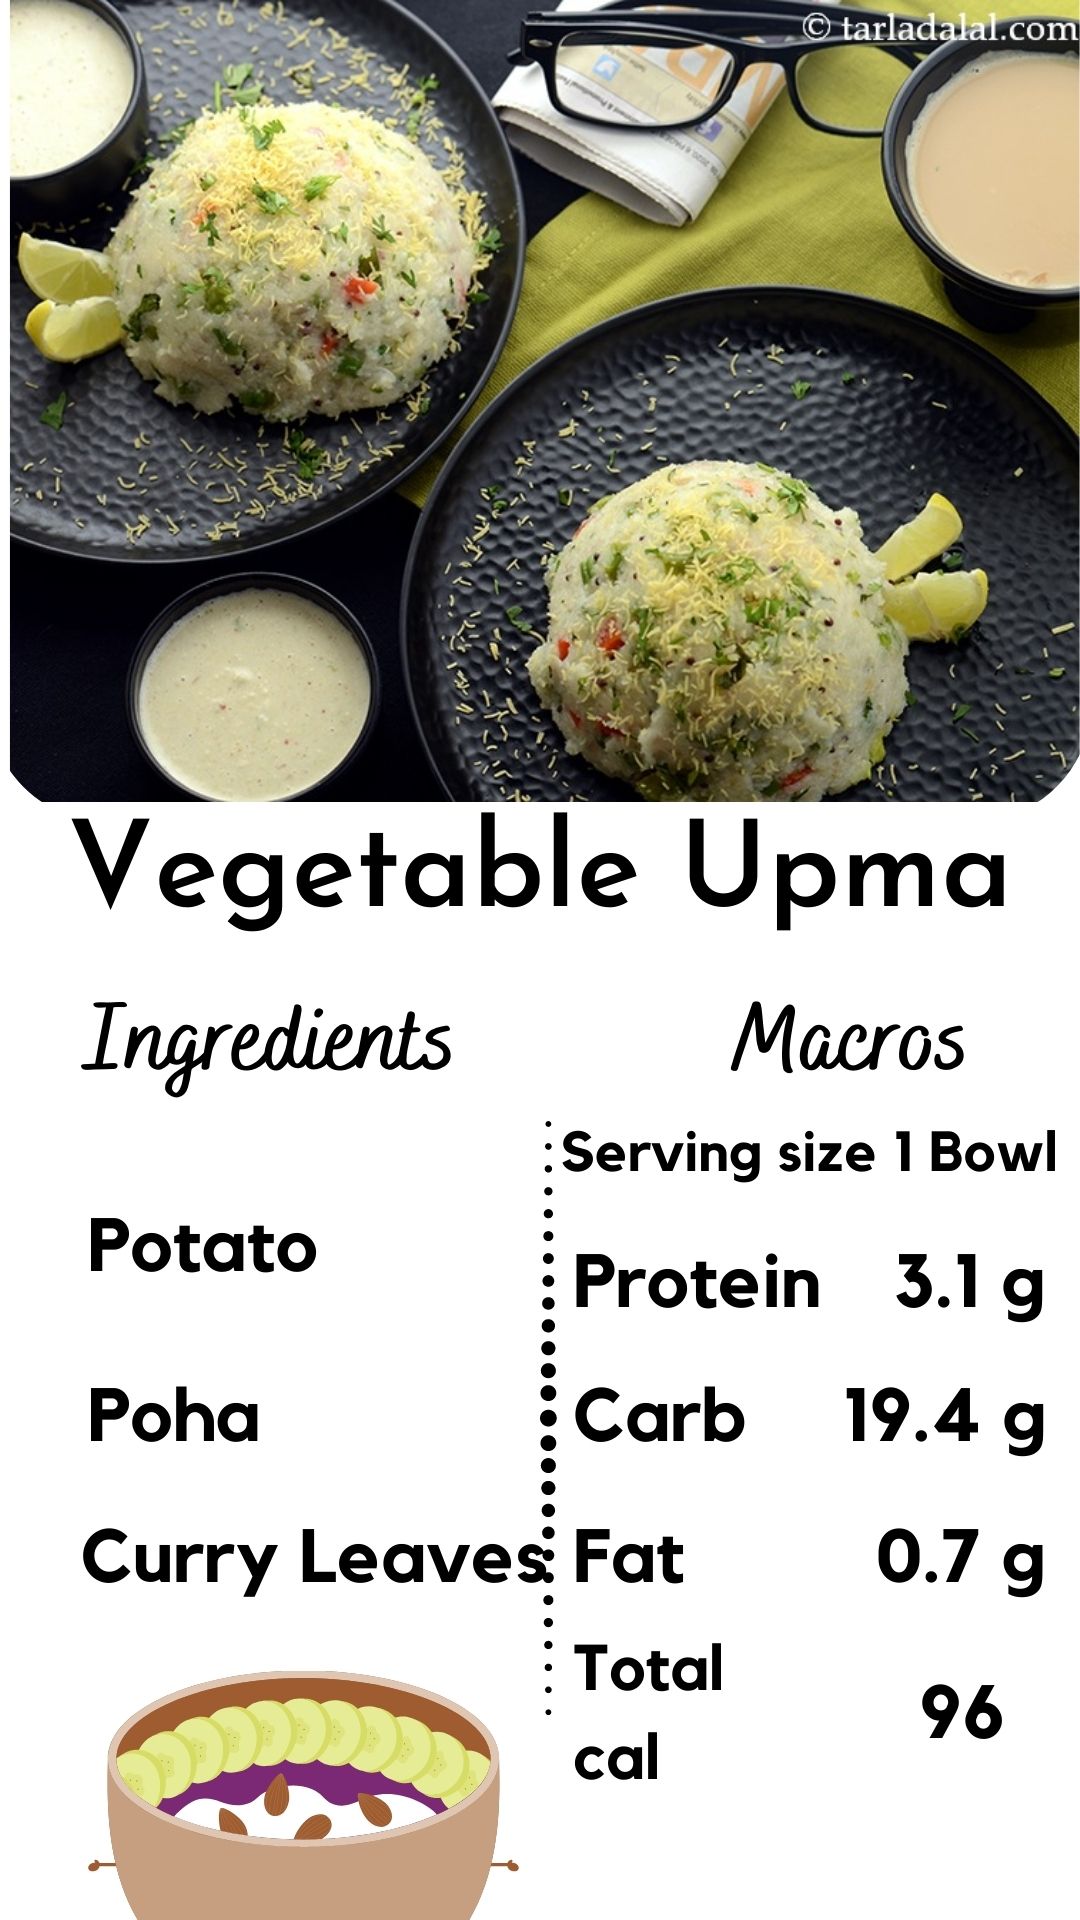 © tarladalal.com
Vegetable Upma
Ingredients
Macros
Serving size 1 Bowl
Potato
Protein 3.1 g
Poha
Carb 19.4 g
Curry Leaves
Fat 0.7 g
Total
cal
96